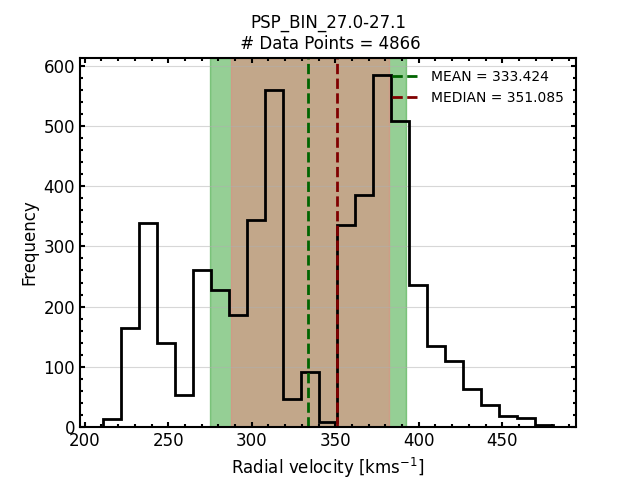 PSP_BIN_27.0-27.1
# Data Points = 4866
MEAN = 333.424
MEDIAN = 351.085
Frequency
600
500
400
300
200
100
0
200 250 300 350 400 450
Radial velocity [kms⁻¹]